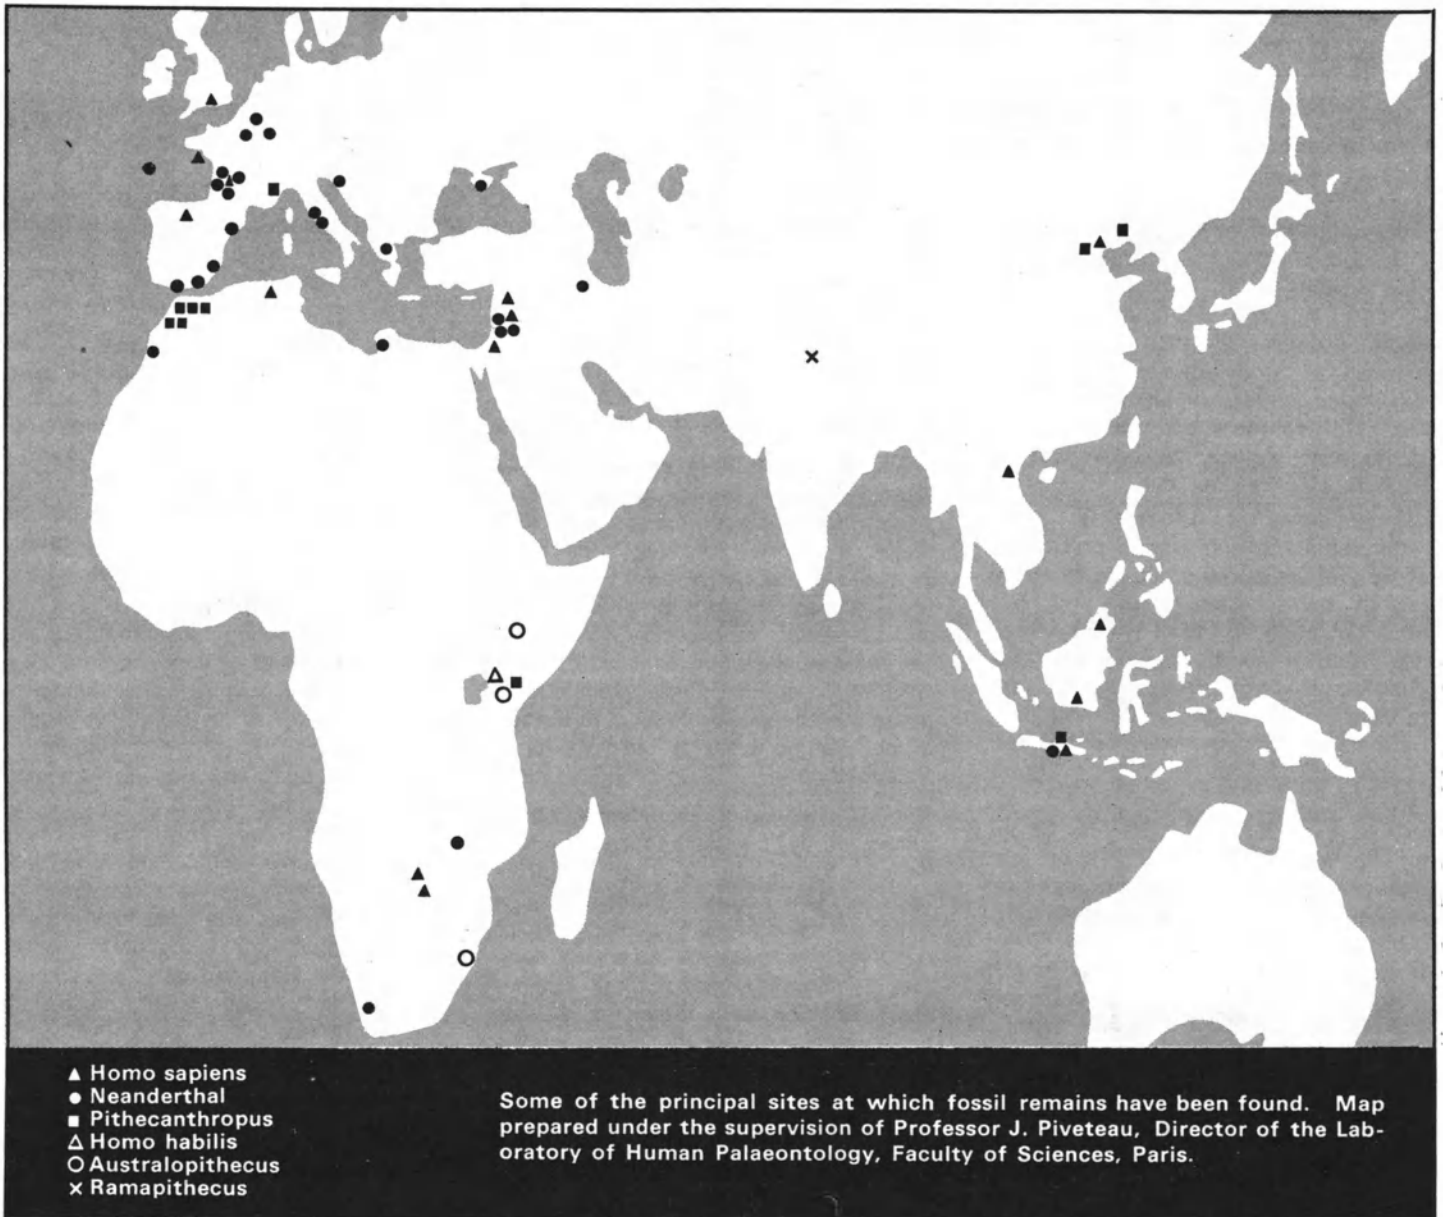 ▲ Homo sapiens
● Neanderthal
■ Pithecanthropus
△ Homo habilis
○ Australopithecus
× Ramapithecus
Some of the principal sites at which fossil remains have been found. Map
prepared under the supervision of Professor J. Piveteau, Director of the Lab-
oratory of Human Palaeontology, Faculty of Sciences, Paris.